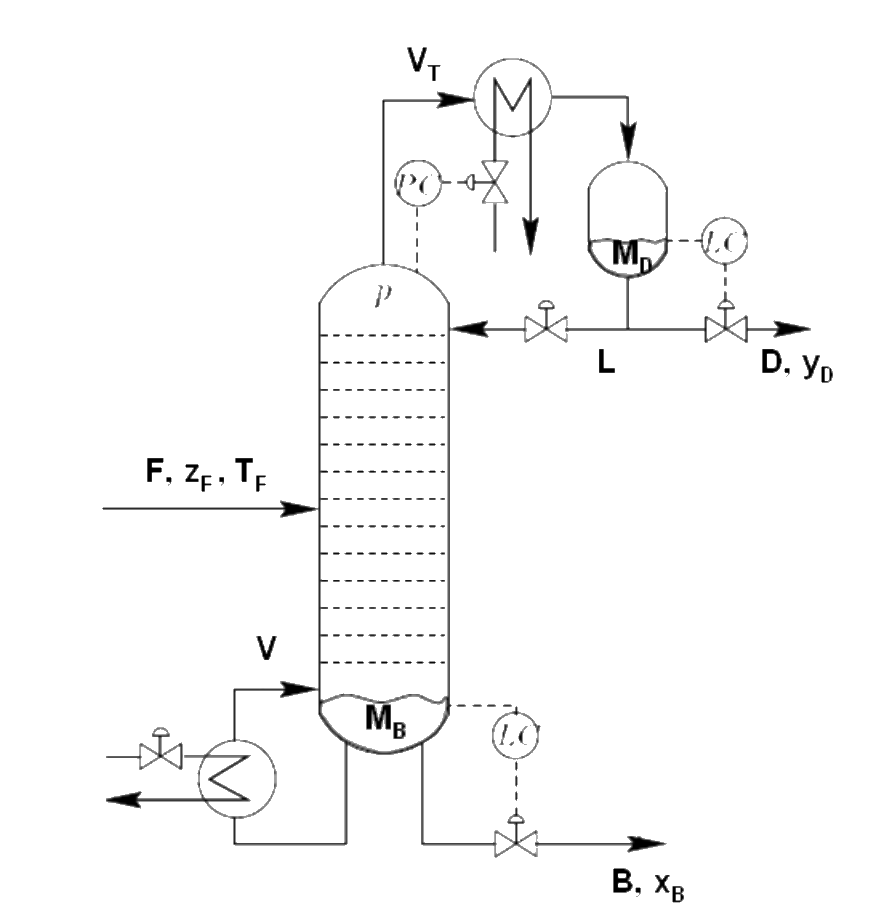 V_T
PC
LC
M_D
p
L
D, y_D
F, z_F, T_F
V
M_B
LC
B, x_B